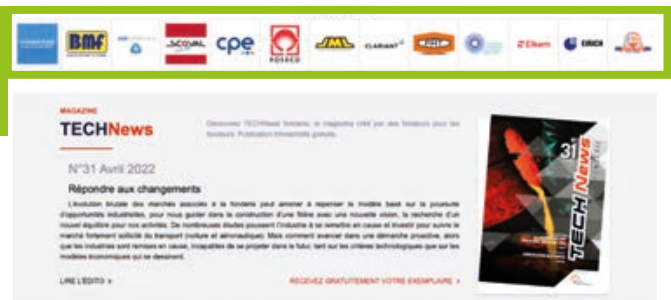 BMF
SCOVAL
cpe
FOSECO
JML
CLARIANT
FAT
Elkem
EIRICH
MAGAZINE
TECHNews
Découvrez TECHNews fonderie, le magazine créé par des fondeurs pour les
fondeurs. Publication trimestrielle gratuite.
N°31 Avril 2022
Répondre aux changements
L'évolution brutale des marchés associés à la fonderie peut amener à repenser le modèle basé sur la poursuite
d'opportunités industrielles, pour nous guider dans la construction d'une filière avec une nouvelle vision, la recherche d'un
nouvel équilibre pour nos activités. De nombreuses études poussent l'industrie à se remettre en cause et investir pour suivre le
marché fortement sollicité du transport (voiture et aéronautique). Mais comment avancer dans une démarche proactive, alors
que les industries sont remises en cause, incapables de se projeter dans le futur, tant sur les critères technologiques que sur les
modèles économiques qui se dessinent.
LIRE L'ÉDITO >
RECEVEZ GRATUITEMENT VOTRE EXEMPLAIRE >
31
TECH News